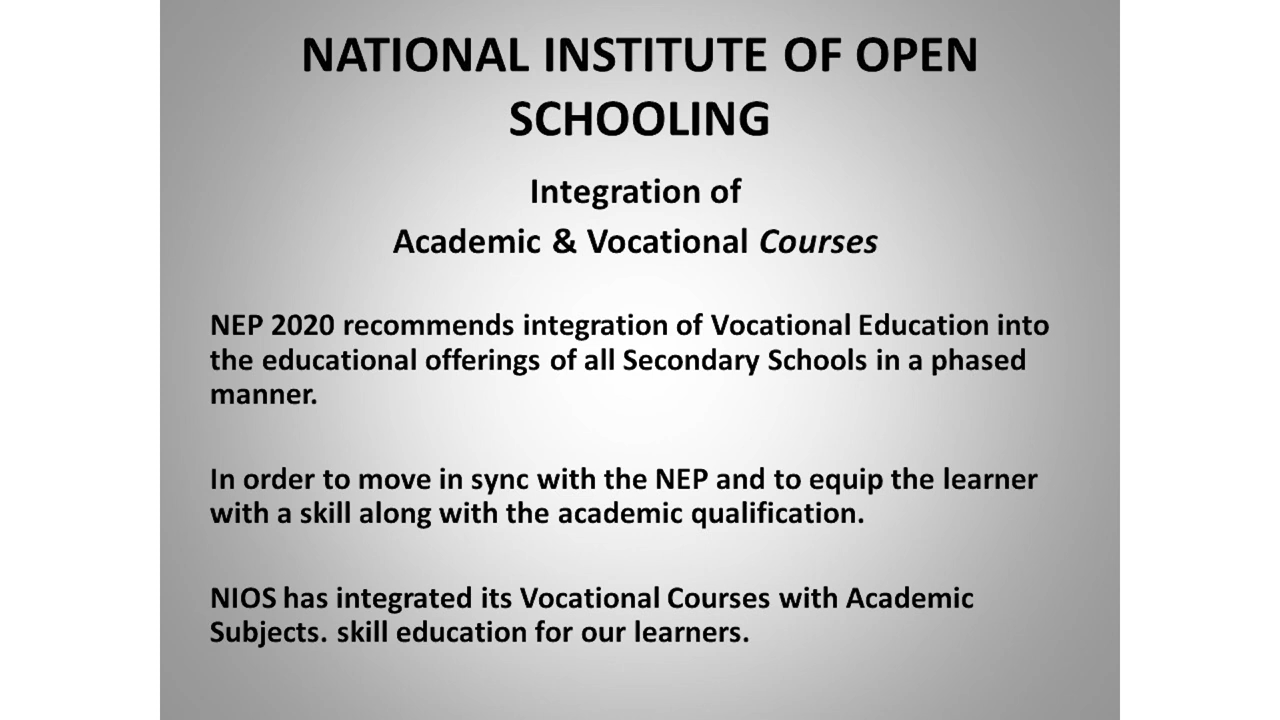 NATIONAL INSTITUTE OF OPEN
SCHOOLING
Integration of
Academic & Vocational Courses
NEP 2020 recommends integration of Vocational Education into
the educational offerings of all Secondary Schools in a phased
manner.
In order to move in sync with the NEP and to equip the learner
with a skill along with the academic qualification.
NIOS has integrated its Vocational Courses with Academic
Subjects. skill education for our learners.